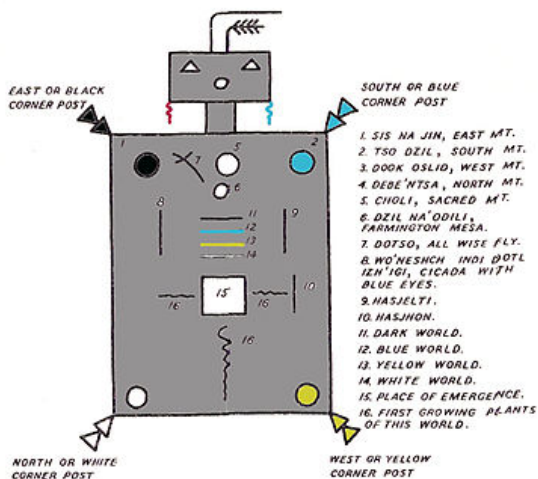 EAST OR BLACK
CORNER POST
SOUTH OR BLUE
CORNER POST
1
7
5
2
6
8
11
12
13
14
9
15
16
16
10
16
NORTH OR WHITE
CORNER POST
WEST OR YELLOW
CORNER POST
1. SIS NA JIN, EAST MT.
2. TSO DZIL, SOUTH MT.
3. DOOK OSLID, WEST MT.
4. DEBE'NTSA, NORTH MT.
5. CHOLI, SACRED MT.
6. DZIL NA'ODILI,
FARMINGTON MESA.
7. DOTSO, ALL WISE FLY.
8. WO'NESHCH INDI DOTL
IZH'IGI, CICADA WITH
BLUE EYES.
9. HASJELTI.
10. HASJHON.
11. DARK WORLD.
12. BLUE WORLD.
13. YELLOW WORLD.
14. WHITE WORLD.
15. PLACE OF EMERGENCE.
16. FIRST GROWING PLANTS
OF THIS WORLD.